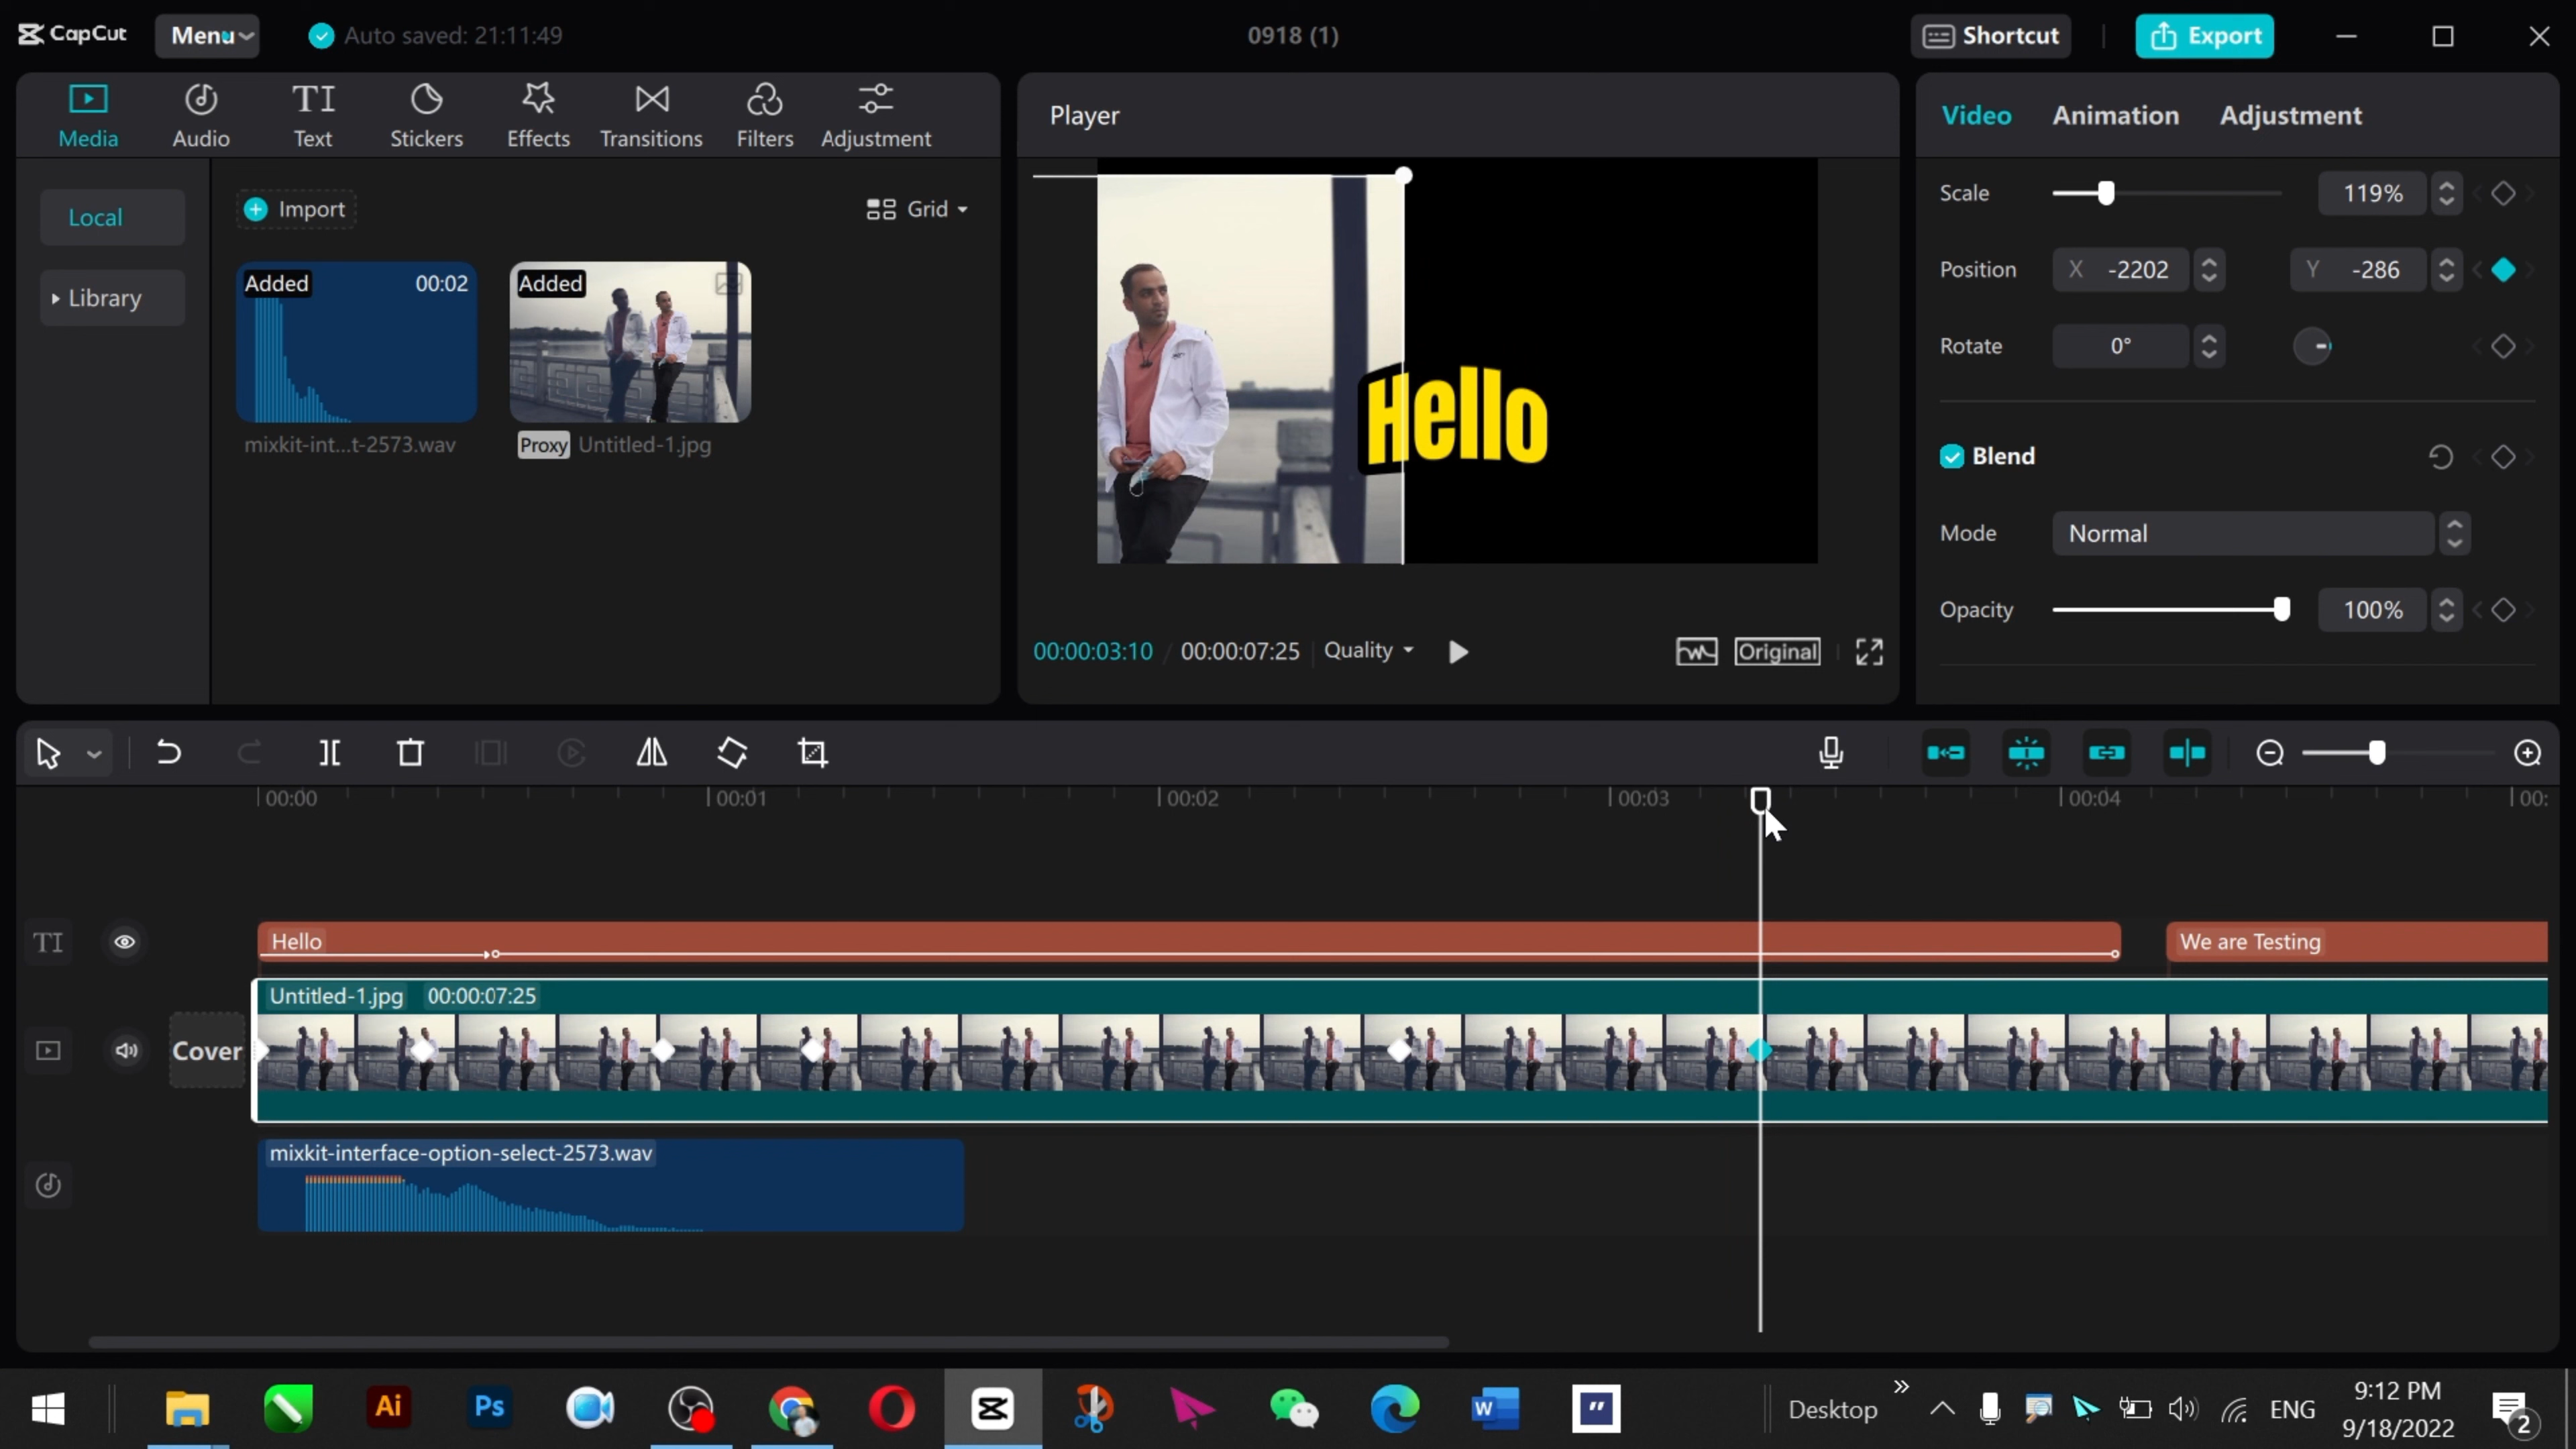 CapCut Menu Auto saved: 21:11:49 0918 (1) Shortcut Export
Media Audio Text Stickers Effects Transitions Filters Adjustment
Player
Video Animation Adjustment
Local
Library
Import
Grid
Added 00:02
Added
mixkit-int...t-2573.wav
Proxy Untitled-1.jpg
Hello
00:00:03:10 / 00:00:07:25 Quality Original
Scale 119%
Position X -2202 Y -286
Rotate 0°
Blend
Mode Normal
Opacity 100%
00:00 00:01 00:02 00:03 00:04 00:
TI Hello We are Testing
Untitled-1.jpg 00:00:07:25
Cover
mixkit-interface-option-select-2573.wav
Ai Ps W Desktop ENG 9:12 PM
9/18/2022
2